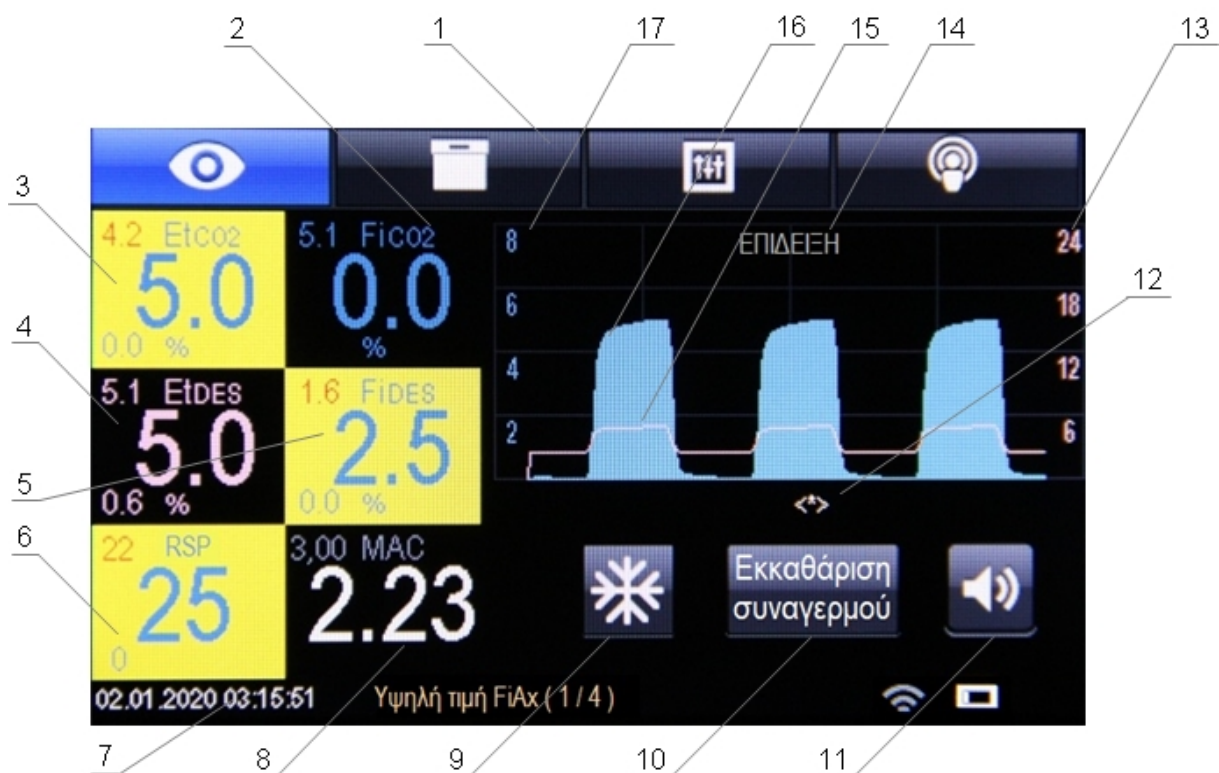 2 1 17 16 15 14 13
3
4.2 EtCO2 5.1 FiCO2
5.0 0.0
0.0 % %
4
5.1 EtDES 1.6 FiDES
5.0 2.5
0.6 % 0.0 %
5
6
22 RSP 3,00 MAC
25 2.23
0
8 ΕΠΙΔΕΙΞΗ 24
6 18
4 12
2 6
12
<*>
Εκκαθάριση
συναγερμού
02.01.2020 03:15:51 Υψηλή τιμή FiAx ( 1 / 4 )
7 8 9 10 11